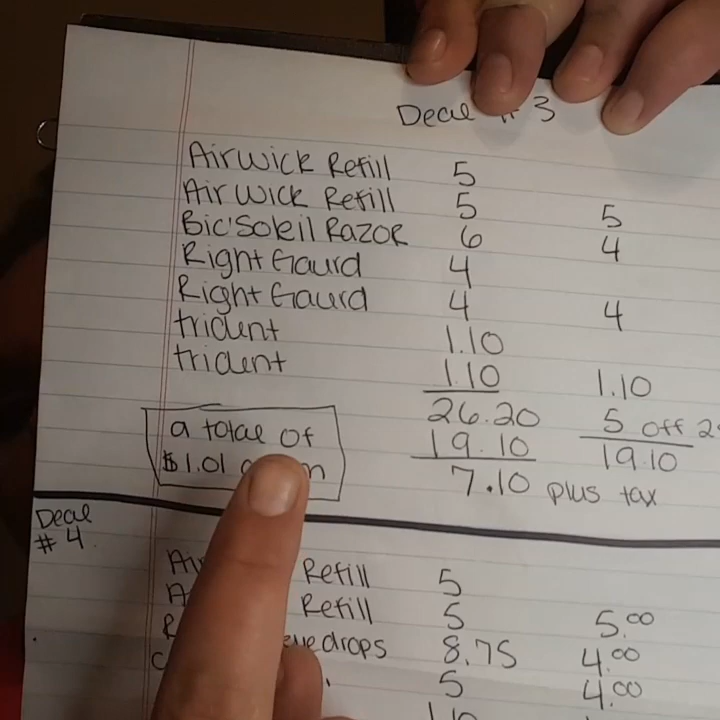 Deal # 3
AirWick Refill 5
Air Wick Refill 5 5
Bic Soleil Razor 6 4
Right Gaurd 4
Right Gaurd 4 4
trident 1.10
trident 1.10 1.10
26.20 5 off
a total of 19.10 19.10
$1.01 7.10 plus tax
Deal
# 4
Refill 5
Refill 5 5.00
eyedrops 8.75 4.00
5 4.00